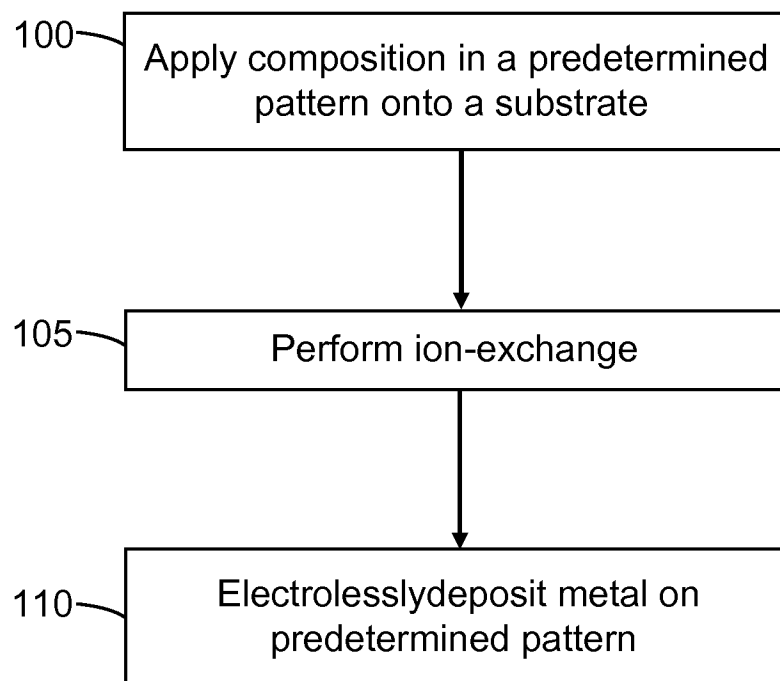 100
Apply composition in a predetermined
pattern onto a substrate
105
Perform ion-exchange
110
Electrolesslydeposit metal on
predetermined pattern